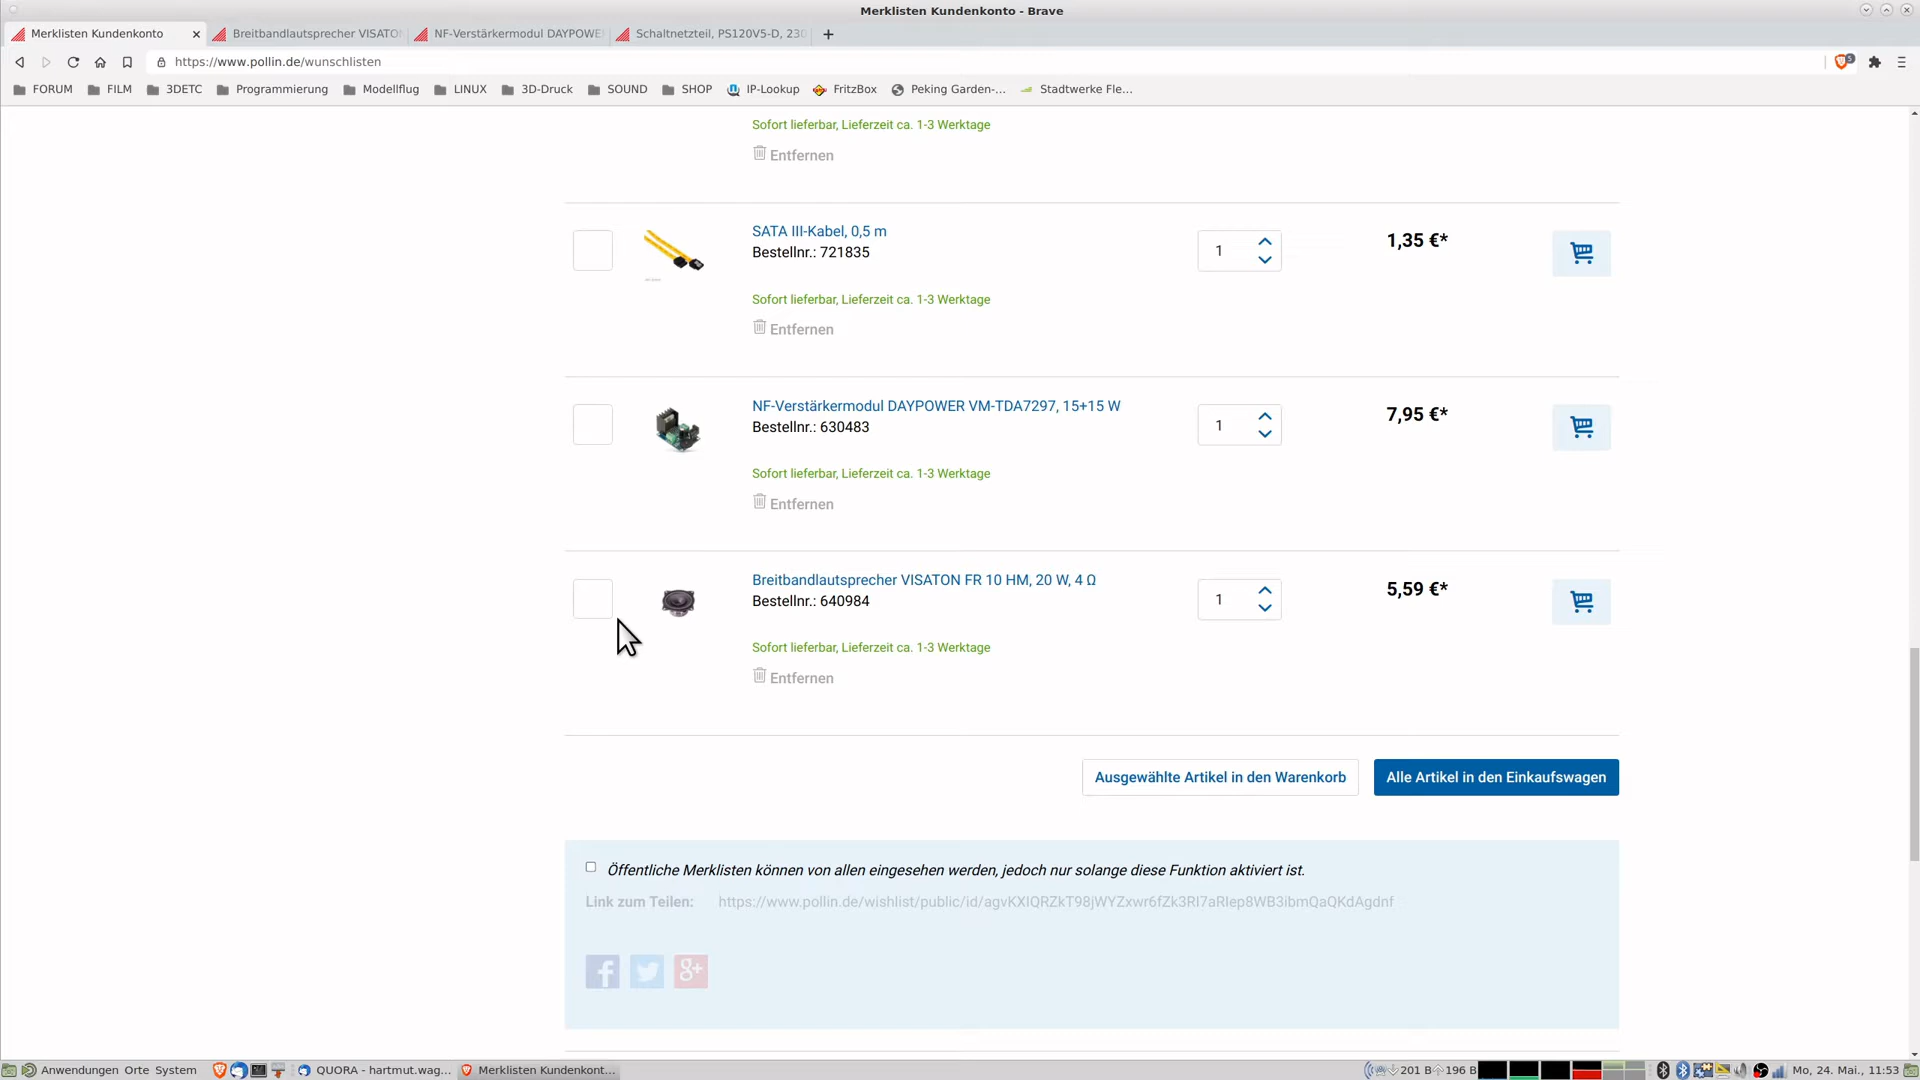 Merklisten Kundenkonto - Brave
Merklisten Kundenkonto
Breitbandlautsprecher VISATO
NF-Verstärkermodul DAYPOWE
Schaltnetzteil, PS120V5-D, 230
https://www.pollin.de/wunschlisten
5
FORUM FILM 3DETC Programmierung Modellflug LINUX 3D-Druck SOUND SHOP IP-Lookup FritzBox Peking Garden-... Stadtwerke Fle...
Sofort lieferbar, Lieferzeit ca. 1-3 Werktage
Entfernen
SATA III-Kabel, 0,5 m
Bestellnr.: 721835
1
1,35 €*
Sofort lieferbar, Lieferzeit ca. 1-3 Werktage
Entfernen
NF-Verstärkermodul DAYPOWER VM-TDA7297, 15+15 W
Bestellnr.: 630483
1
7,95 €*
Sofort lieferbar, Lieferzeit ca. 1-3 Werktage
Entfernen
Breitbandlautsprecher VISATON FR 10 HM, 20 W, 4 Ω
Bestellnr.: 640984
1
5,59 €*
Sofort lieferbar, Lieferzeit ca. 1-3 Werktage
Entfernen
Ausgewählte Artikel in den Warenkorb
Alle Artikel in den Einkaufswagen
Öffentliche Merklisten können von allen eingesehen werden, jedoch nur solange diese Funktion aktiviert ist.
Link zum Teilen: https://www.pollin.de/wishlist/public/id/agvKXIQRZkT98jWYZxwr6fZk3RI7aRIep8WB3ibmQaQKdAgdnf
Anwendungen Orte System
QUORA - hartmut.wag...
Merklisten Kundenkont...
201 B 196 B
Mo, 24. Mai., 11:53